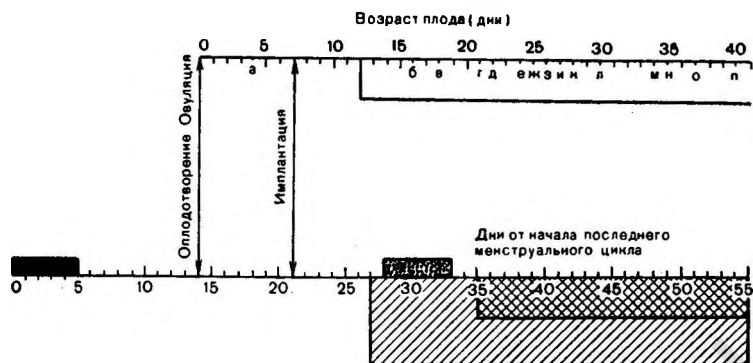 Возраст плода (дни)
0 5 10 15 20 25 30 35 40
а б в г д е ж з и к л м н о п
Оплодотворение Овуляция
Имплантация
Дни от начала последнего
менструального цикла
0 5 10 15 20 25 30 35 40 45 50 55